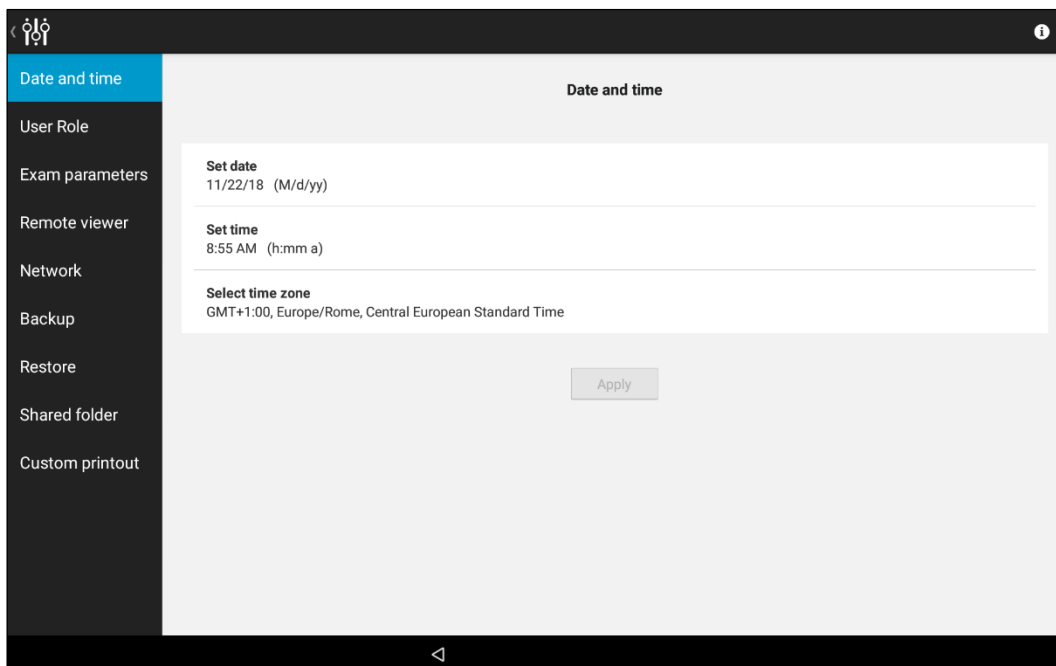 Date and time
User Role
Exam parameters
Remote viewer
Network
Backup
Restore
Shared folder
Custom printout
Date and time
Set date
11/22/18 (M/d/yy)
Set time
8:55 AM (h:mm a)
Select time zone
GMT+1:00, Europe/Rome, Central European Standard Time
Apply